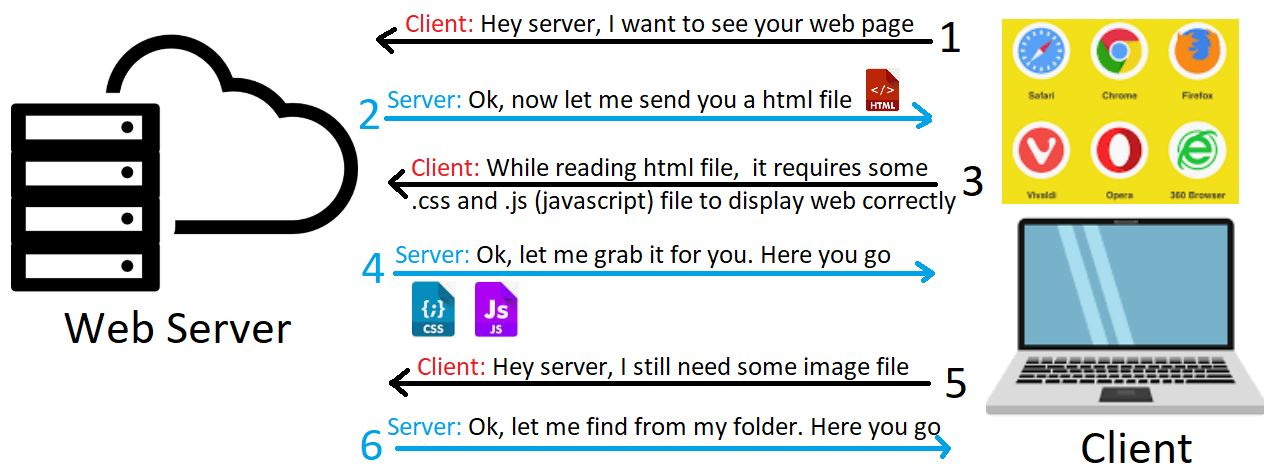 Client: Hey server, I want to see your web page
1
2
Server: Ok, now let me send you a html file
</>
HTML
Client: While reading html file, it requires some
.css and .js (javascript) file to display web correctly
3
4
Server: Ok, let me grab it for you. Here you go
{;}
CSS
Js
JS
Client: Hey server, I still need some image file
5
6
Server: Ok, let me find from my folder. Here you go
Web Server
Safari Chrome Firefox
Vivaldi Opera 360 Browser
Client